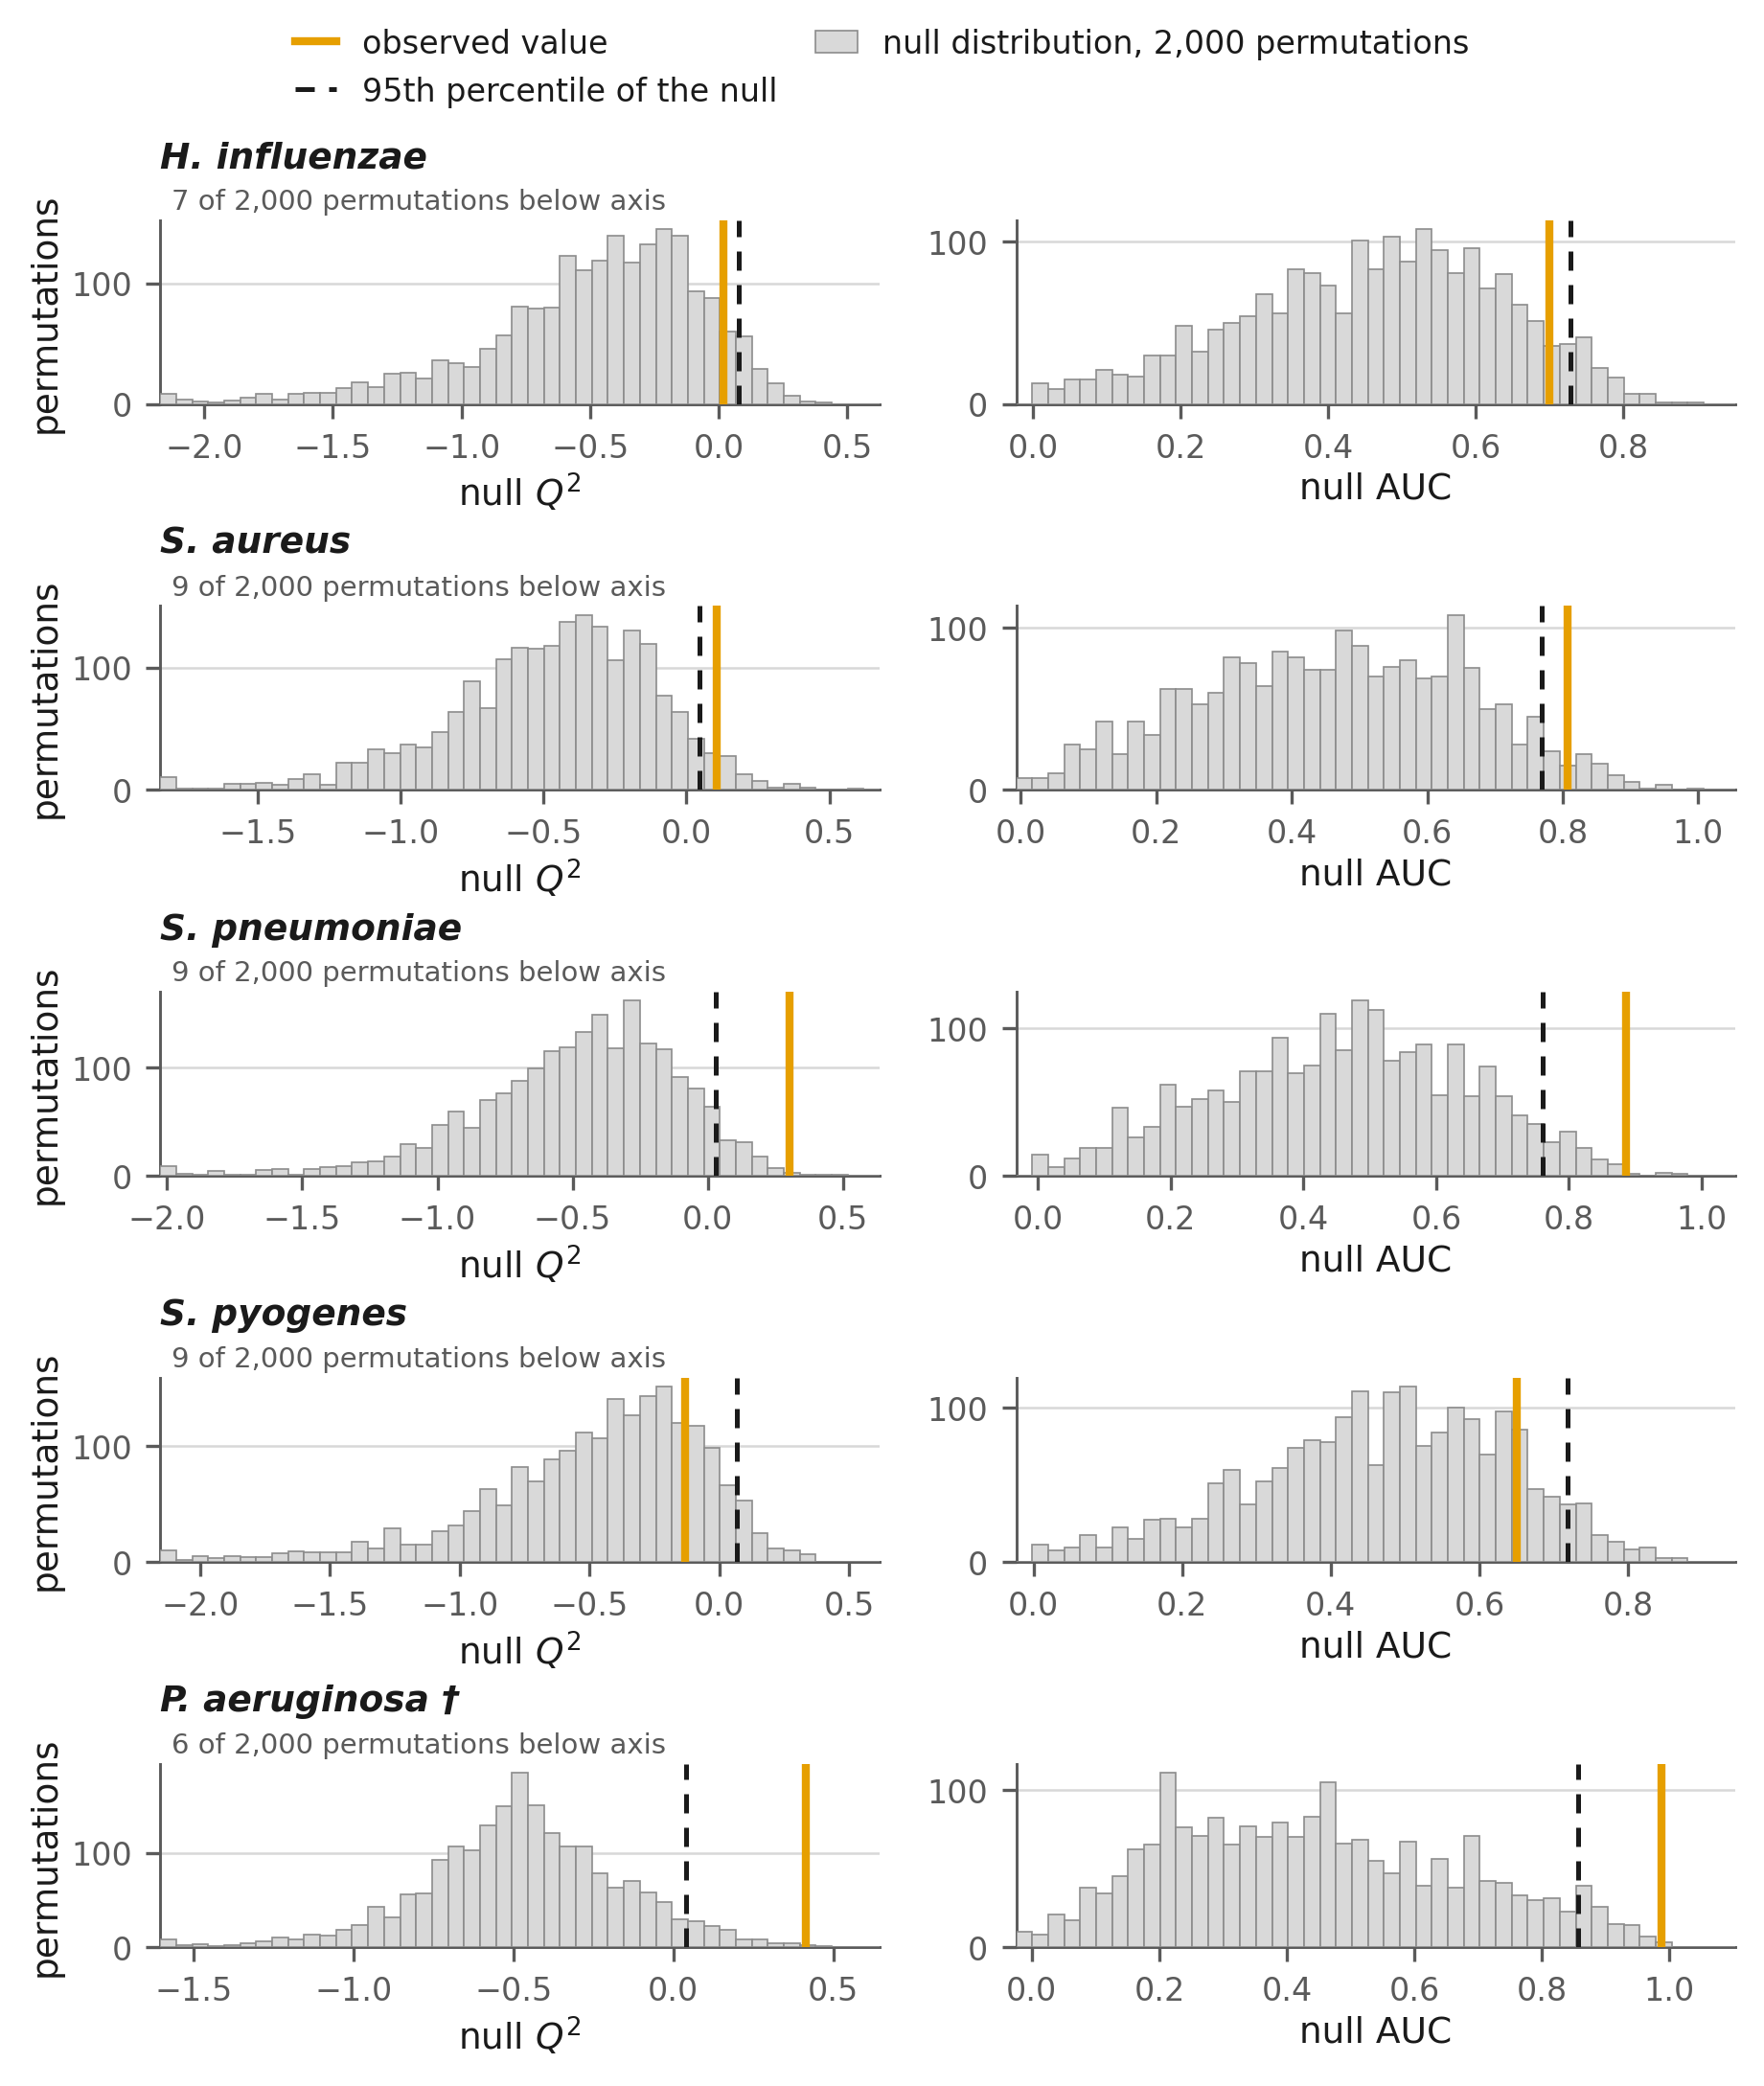 observed value
95th percentile of the null
null distribution, 2,000 permutations
H. influenzae
7 of 2,000 permutations below axis
permutations
100
0
−2.0 −1.5 −1.0 −0.5 0.0 0.5
null Q²
100
0
0.0 0.2 0.4 0.6 0.8
null AUC
S. aureus
9 of 2,000 permutations below axis
permutations
100
0
−1.5 −1.0 −0.5 0.0 0.5
null Q²
100
0
0.0 0.2 0.4 0.6 0.8 1.0
null AUC
S. pneumoniae
9 of 2,000 permutations below axis
permutations
100
0
−2.0 −1.5 −1.0 −0.5 0.0 0.5
null Q²
100
0
0.0 0.2 0.4 0.6 0.8 1.0
null AUC
S. pyogenes
9 of 2,000 permutations below axis
permutations
100
0
−2.0 −1.5 −1.0 −0.5 0.0 0.5
null Q²
100
0
0.0 0.2 0.4 0.6 0.8
null AUC
P. aeruginosa †
6 of 2,000 permutations below axis
permutations
100
0
−1.5 −1.0 −0.5 0.0 0.5
null Q²
100
0
0.0 0.2 0.4 0.6 0.8 1.0
null AUC